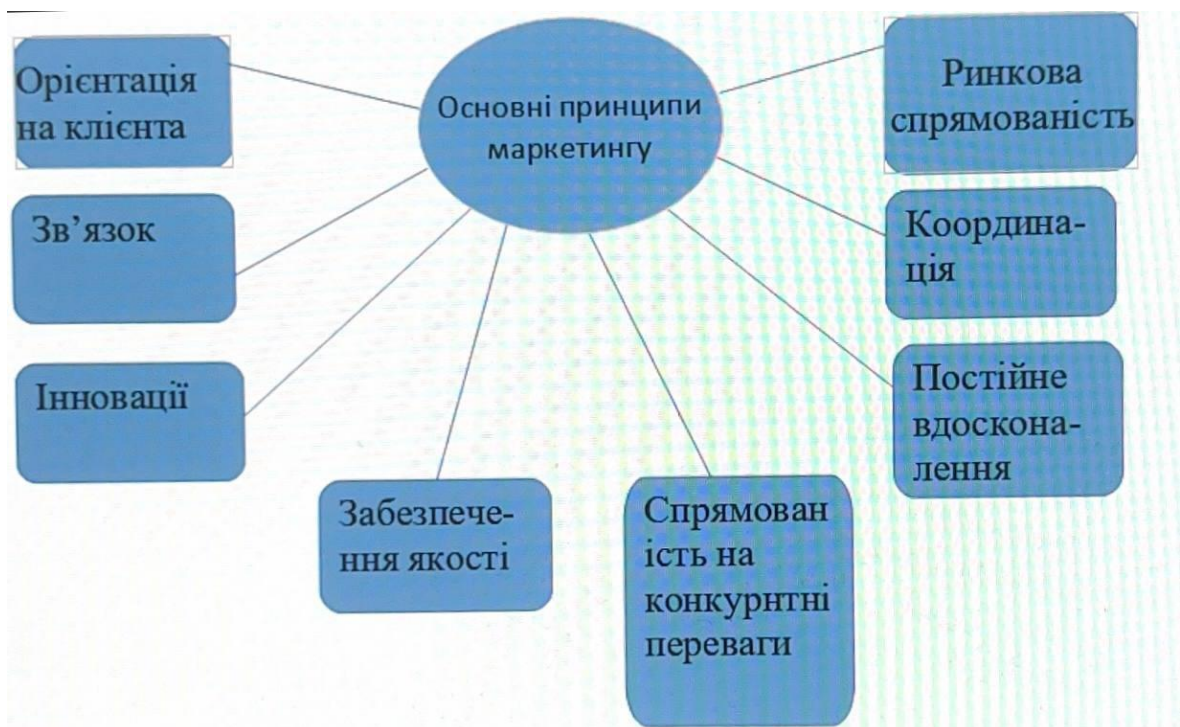 Основні принципи
маркетингу
Орієнтація
на клієнта
Зв’язок
Інновації
Забезпече-
ення якості
Спрямован
ість на
конкурнтні
переваги
Постійне
вдоскона-
лення
Координа-
ція
Ринкова
спрямованість